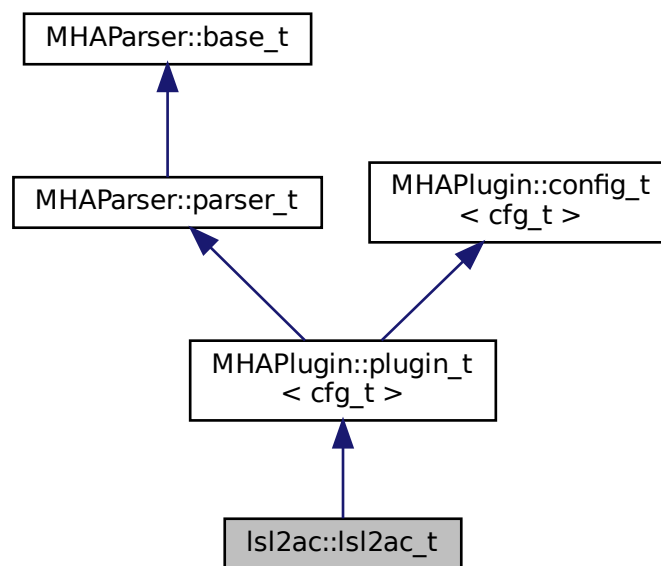 MHAParser::base_t
MHAParser::parser_t
MHAPlugin::config_t
< cfg_t >
MHAPlugin::plugin_t
< cfg_t >
lsl2ac::lsl2ac_t